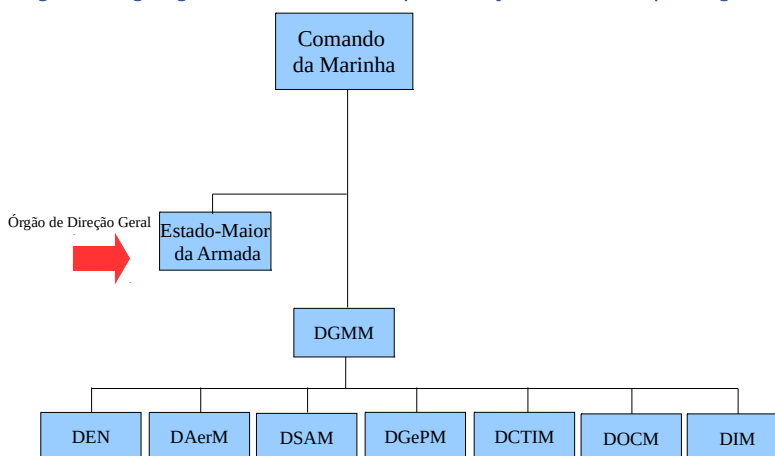 Comando
da Marinha
Órgão de Direção Geral
Estado-Maior
da Armada
DGMM
DEN
DAerM
DSAM
DGePM
DCTIM
DOCM
DIM